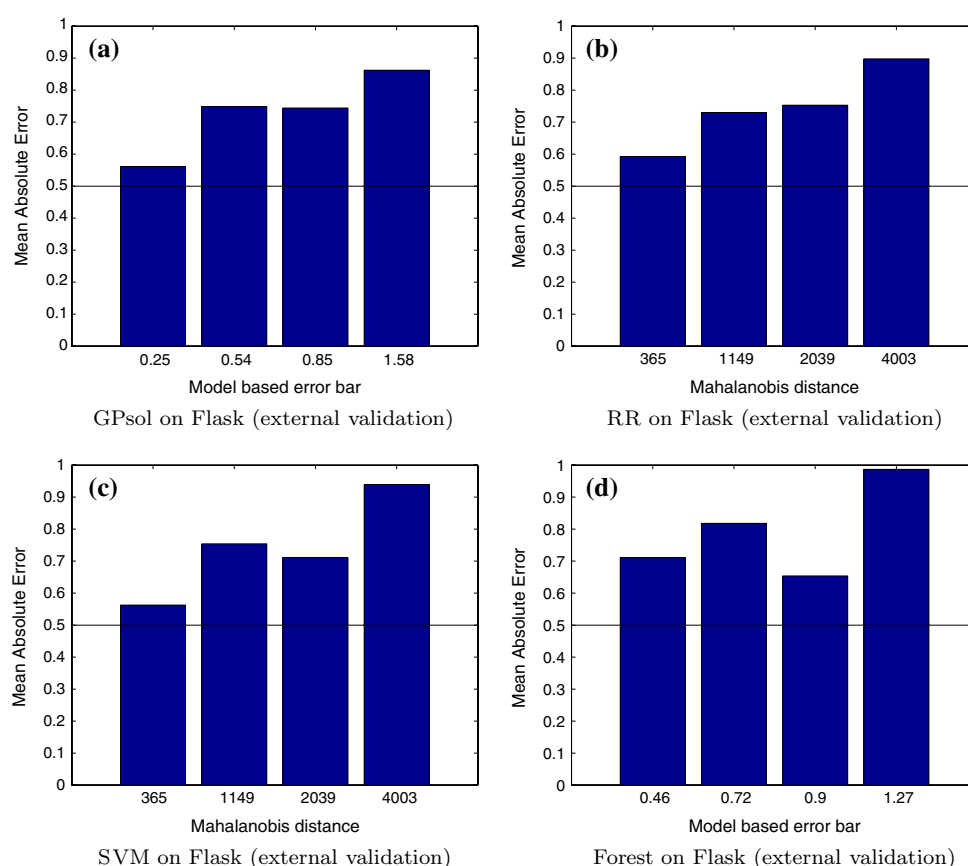 (a)
1
0.9
0.8
0.7
0.6
0.5
0.4
0.3
0.2
0.1
0
Mean Absolute Error
0.25 0.54 0.85 1.58
Model based error bar
GPsol on Flask (external validation)
(b)
1
0.9
0.8
0.7
0.6
0.5
0.4
0.3
0.2
0.1
0
Mean Absolute Error
365 1149 2039 4003
Mahalanobis distance
RR on Flask (external validation)
(c)
1
0.9
0.8
0.7
0.6
0.5
0.4
0.3
0.2
0.1
0
Mean Absolute Error
365 1149 2039 4003
Mahalanobis distance
SVM on Flask (external validation)
(d)
1
0.9
0.8
0.7
0.6
0.5
0.4
0.3
0.2
0.1
0
Mean Absolute Error
0.46 0.72 0.9 1.27
Model based error bar
Forest on Flask (external validation)